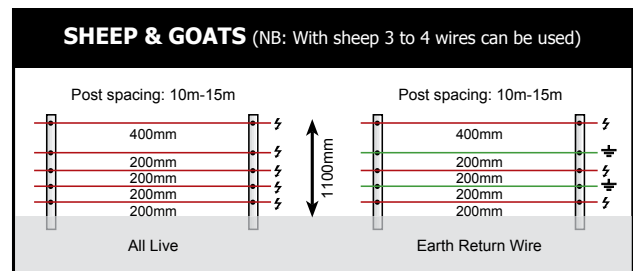 SHEEP & GOATS (NB: With sheep 3 to 4 wires can be used)
Post spacing: 10m-15m
400mm
200mm
200mm
200mm
200mm
All Live
1100mm
Post spacing: 10m-15m
400mm
200mm
200mm
200mm
200mm
Earth Return Wire